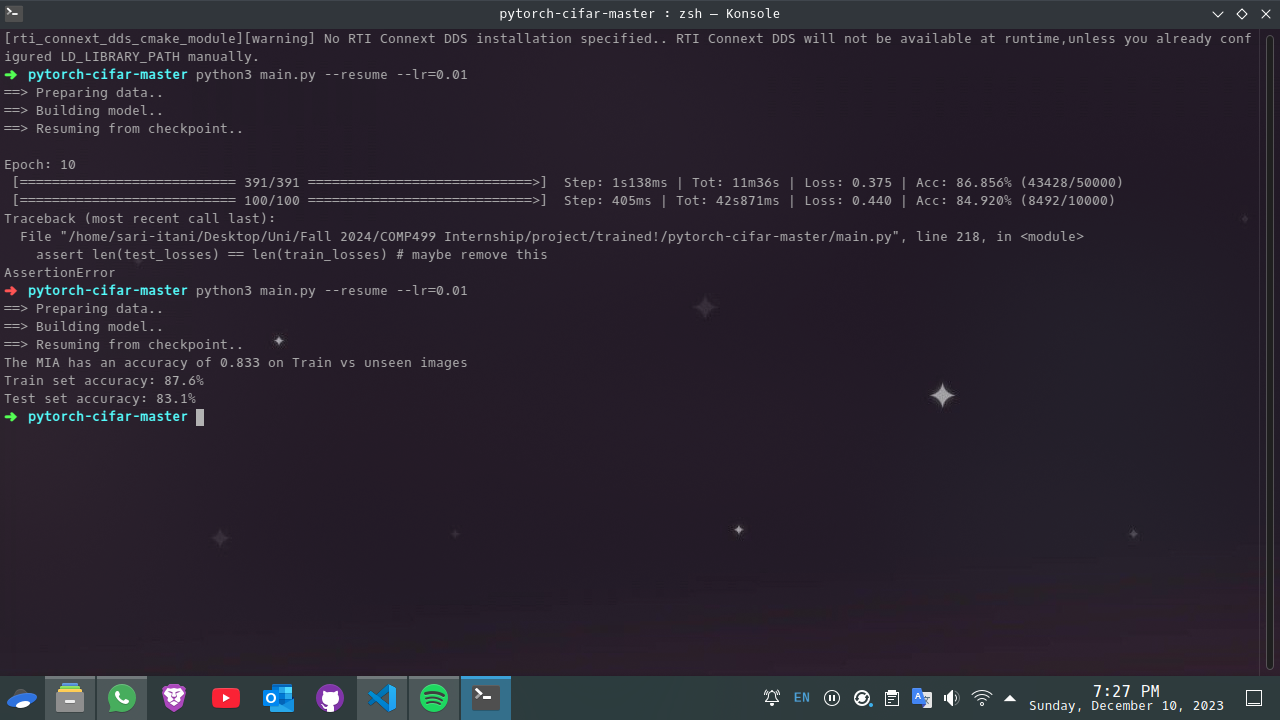 pytorch-cifar-master : zsh — Konsole
[rti_connext_dds_cmake_module][warning] No RTI Connext DDS installation specified.. RTI Connext DDS will not be available at runtime,unless you already conf
igured LD_LIBRARY_PATH manually.
➜ pytorch-cifar-master python3 main.py --resume --lr=0.01
==> Preparing data..
==> Building model..
==> Resuming from checkpoint..
Epoch: 10
[=========================== 391/391 ============================>] Step: 1s138ms | Tot: 11m36s | Loss: 0.375 | Acc: 86.856% (43428/50000)
[=========================== 100/100 ============================>] Step: 405ms | Tot: 42s871ms | Loss: 0.440 | Acc: 84.920% (8492/10000)
Traceback (most recent call last):
File "/home/sari-itani/Desktop/Uni/Fall 2024/COMP499 Internship/project/trained!/pytorch-cifar-master/main.py", line 218, in <module>
assert len(test_losses) == len(train_losses) # maybe remove this
AssertionError
➜ pytorch-cifar-master python3 main.py --resume --lr=0.01
==> Preparing data..
==> Building model..
==> Resuming from checkpoint..
The MIA has an accuracy of 0.833 on Train vs unseen images
Train set accuracy: 87.6%
Test set accuracy: 83.1%
➜ pytorch-cifar-master
EN
7:27 PM
Sunday, December 10, 2023